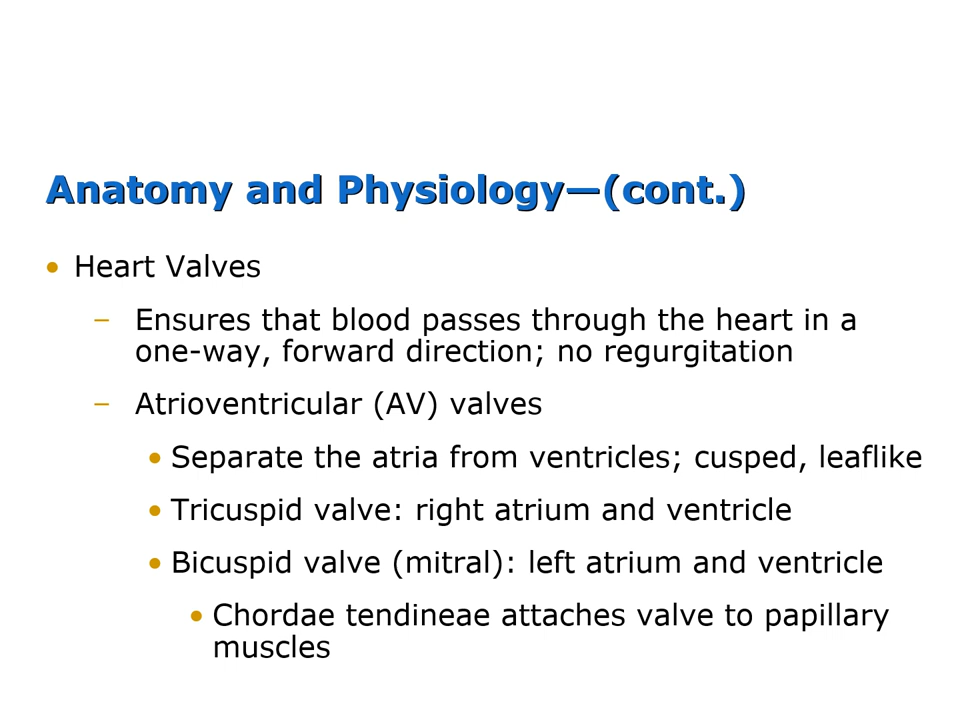 Anatomy and Physiology—(cont.)
• Heart Valves
– Ensures that blood passes through the heart in a
one-way, forward direction; no regurgitation
– Atrioventricular (AV) valves
• Separate the atria from ventricles; cusped, leaflike
• Tricuspid valve: right atrium and ventricle
• Bicuspid valve (mitral): left atrium and ventricle
• Chordae tendineae attaches valve to papillary
muscles